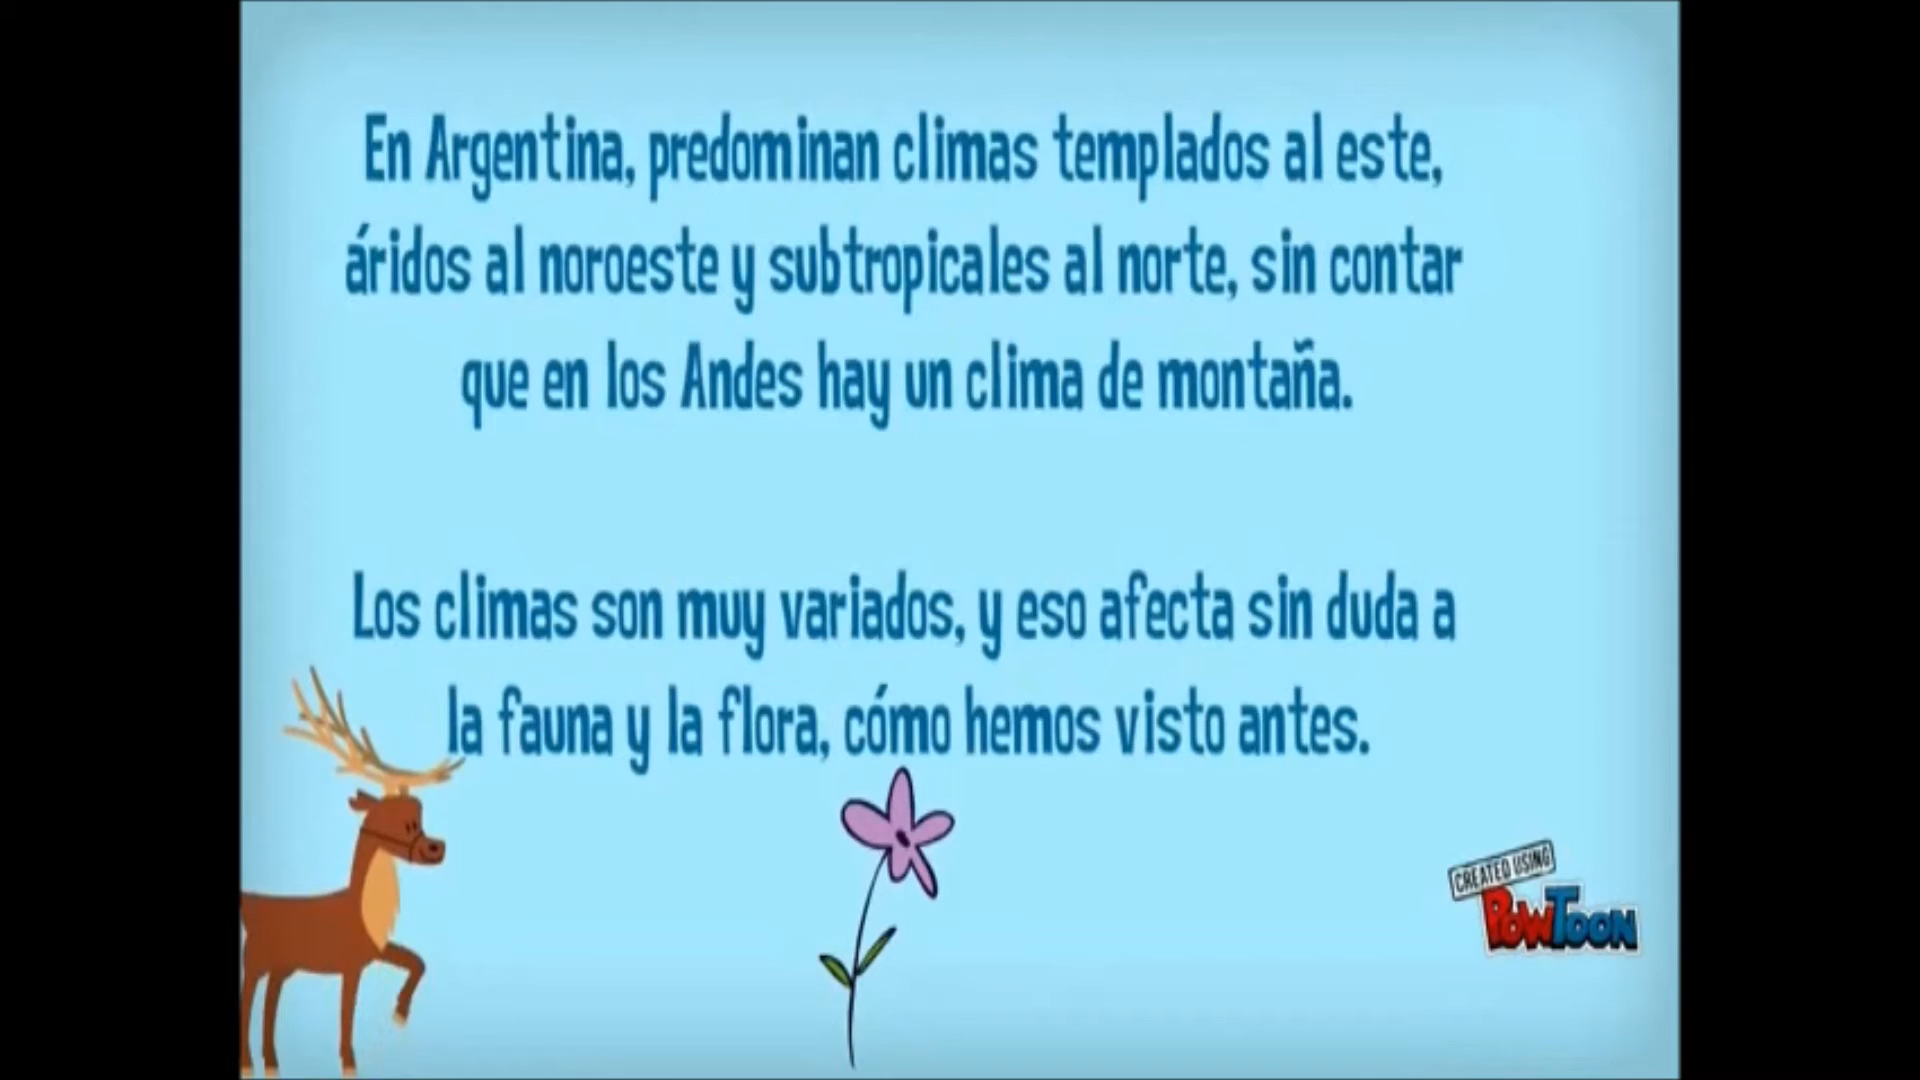 En Argentina, predominan climas templados al este,
áridos al noroeste y subtropicales al norte, sin contar
que en los Andes hay un clima de montaña.
Los climas son muy variados, y eso afecta sin duda a
la fauna y la flora, cómo hemos visto antes.
CREATED USING
POWTOON